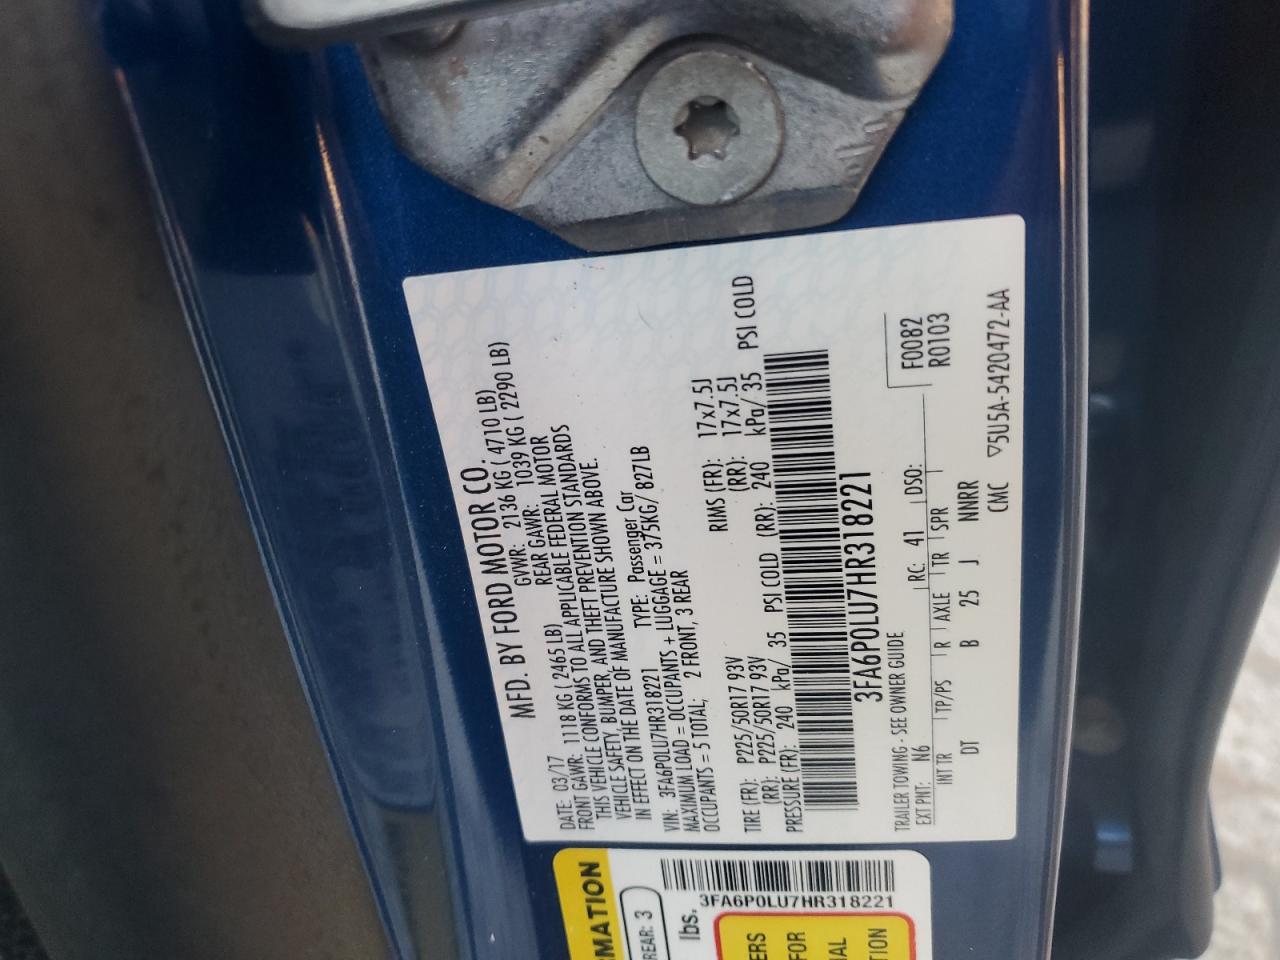 MFD. BY FORD MOTOR CO.
DATE: 03/17 GVWR: 2136 KG ( 4710 LB)
FRONT GAWR: 1118 KG ( 2465 LB) REAR GAWR: 1039 KG ( 2290 LB)
THIS VEHICLE CONFORMS TO ALL APPLICABLE FEDERAL MOTOR
VEHICLE SAFETY, BUMPER, AND THEFT PREVENTION STANDARDS
IN EFFECT ON THE DATE OF MANUFACTURE SHOWN ABOVE.
VIN: 3FA6P0LU7HR318221 TYPE: Passenger Car
MAXIMUM LOAD = OCCUPANTS + LUGGAGE = 375KG/ 827LB
OCCUPANTS = 5 TOTAL; 2 FRONT, 3 REAR
TIRE (FR): P225/50R17 93V RIMS (FR): 17x7.5J
(RR): P225/50R17 93V (RR): 17x7.5J
PRESSURE (FR): 240 kPa/ 35 PSI COLD (RR): 240 kPa/ 35 PSI COLD
3FA6P0LU7HR318221
TRAILER TOWING - SEE OWNER GUIDE
F0082
R0103
EXT PNT: N6 RC: 41 DSO:
INT TR TP/PS R AXLE TR SPR
DT B 25 J NNRR
CMC ▽5U5A-5420472-AA
RMATION
REAR: 3
lbs.
3FA6P0LU7HR318221
ERS
FOR
IAL
TION